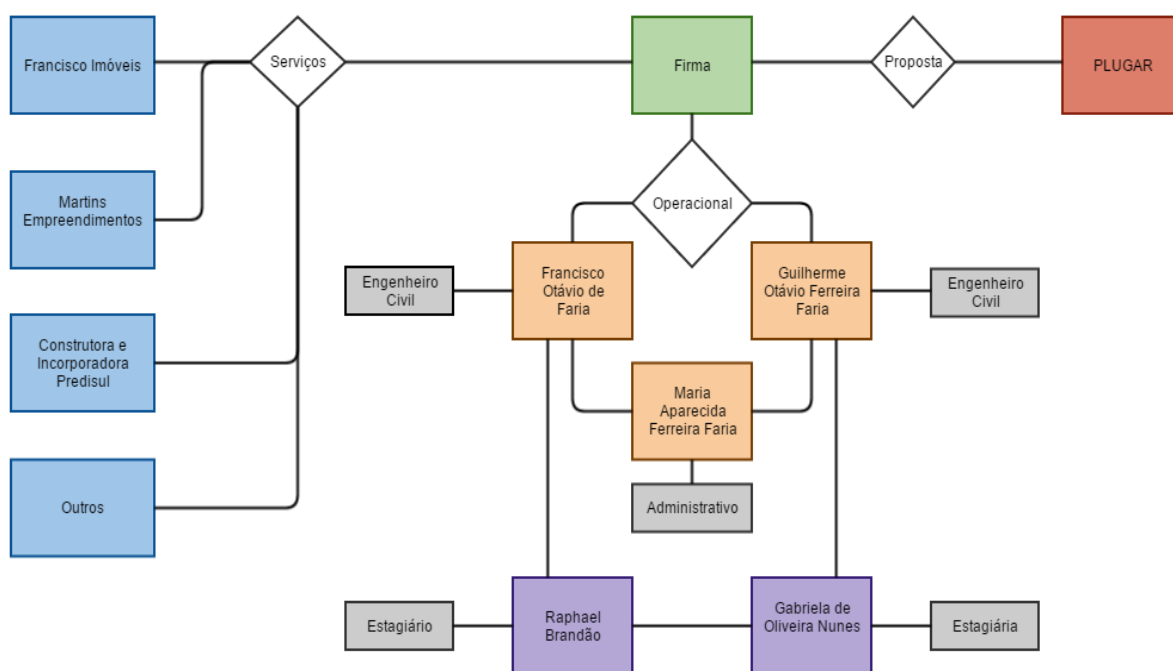 Francisco Imóveis
Serviços
Firma
Proposta
PLUGAR
Martins
Empreendimentos
Operacional
Engenheiro
Civil
Francisco
Otávio de
Faria
Guilherme
Otávio Ferreira
Faria
Engenheiro
Civil
Construtora e
Incorporadora
Predisul
Maria
Aparecida
Ferreira Faria
Outros
Administrativo
Estagiário
Raphael
Brandão
Gabriela de
Oliveira Nunes
Estagiária